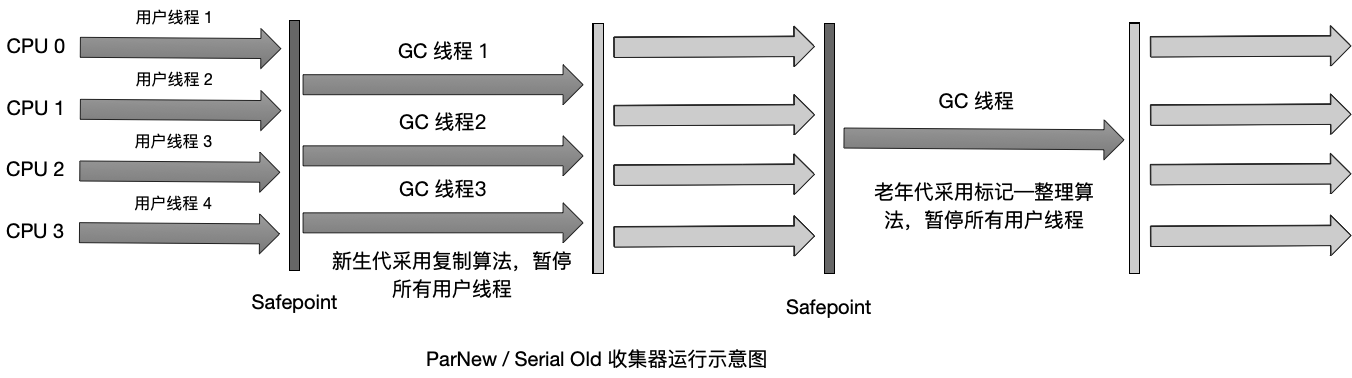 用户线程 1
CPU 0
用户线程 2
CPU 1
用户线程 3
CPU 2
用户线程 4
CPU 3
Safepoint
GC 线程 1
GC 线程2
GC 线程3
新生代采用复制算法，暂停
所有用户线程
Safepoint
GC 线程
老年代采用标记—整理算
法，暂停所有用户线程
ParNew / Serial Old 收集器运行示意图